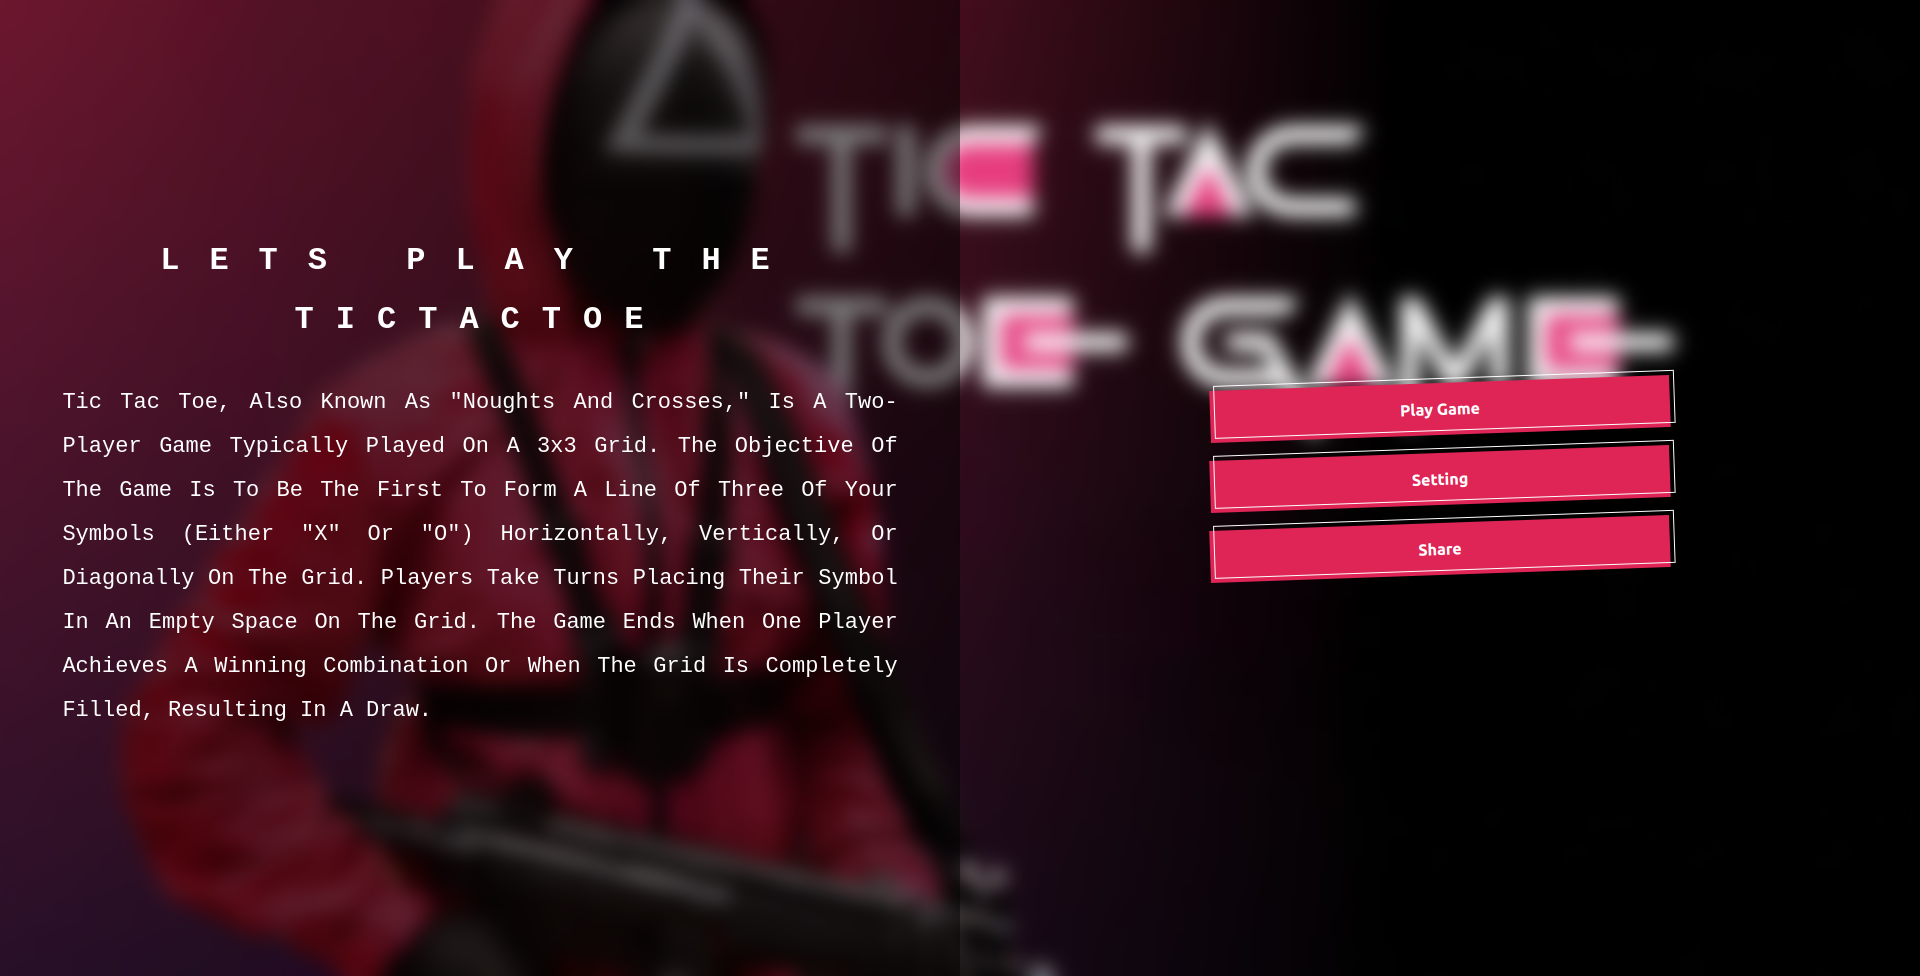 TIC TAC
TOE GAME
LETS PLAY THE
TICTACTOE
Tic Tac Toe, Also Known As "Noughts And Crosses," Is A Two-
Player Game Typically Played On A 3x3 Grid. The Objective Of
The Game Is To Be The First To Form A Line Of Three Of Your
Symbols (Either "X" Or "O") Horizontally, Vertically, Or
Diagonally On The Grid. Players Take Turns Placing Their Symbol
In An Empty Space On The Grid. The Game Ends When One Player
Achieves A Winning Combination Or When The Grid Is Completely
Filled, Resulting In A Draw.
Play Game
Setting
Share